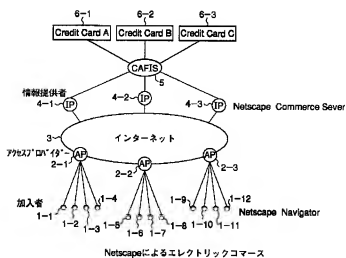 6-1 6-2 6-3
Credit Card A Credit Card B Credit Card C
CAFIS
5
情報提供者
4-1 IP 4-2 IP 4-3 IP Netscape Commerce Sever
3 インターネット
アクセスプロバイダー
2-1 AP 2-2 AP 2-3 AP
加入者
1-1 1-2 1-3 1-4 1-5 1-6 1-7 1-8 1-9 1-10 1-11 1-12 Netscape Navigator
Netscapeによるエレクトリックコマース